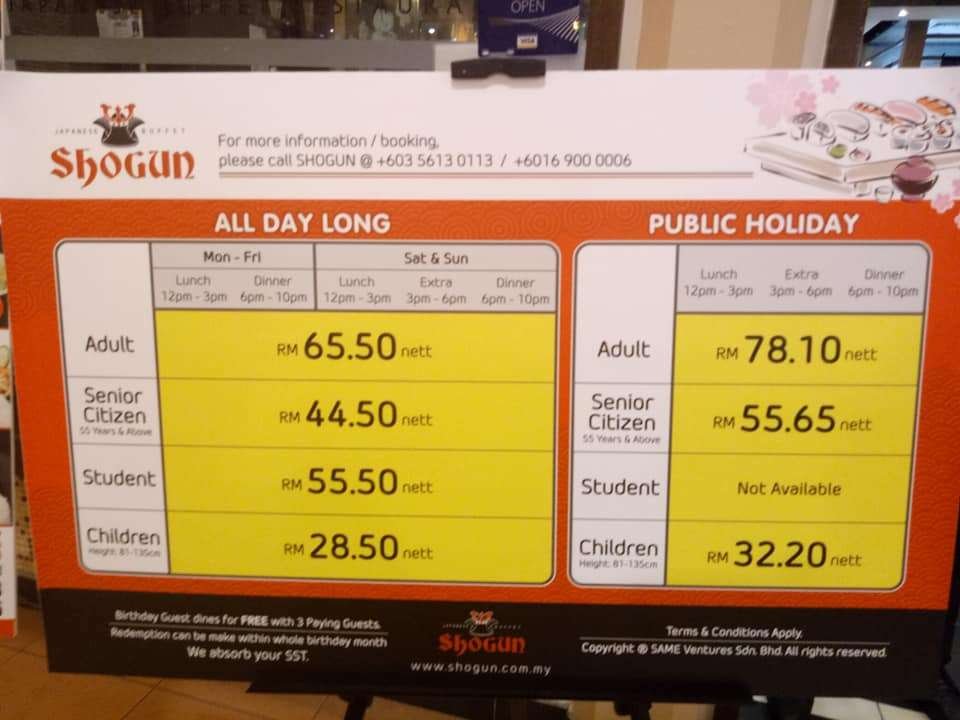 OPEN
VISA
JAPANESE BUFFET
SHOGUN
For more information / booking,
please call SHOGUN @ +603 5613 0113 / +6016 900 0006
ALL DAY LONG
Mon - Fri Sat & Sun
Lunch Dinner Lunch Extra Dinner
12pm - 3pm 6pm - 10pm 12pm - 3pm 3pm - 6pm 6pm - 10pm
Adult RM 65.50 nett
Senior
Citizen RM 44.50 nett
55 Years & Above
Student RM 55.50 nett
Children RM 28.50 nett
Height: 81-135cm
PUBLIC HOLIDAY
Lunch Extra Dinner
12pm - 3pm 3pm - 6pm 6pm - 10pm
Adult RM 78.10 nett
Senior
Citizen RM 55.65 nett
55 Years & Above
Student Not Available
Children RM 32.20 nett
Height: 81-135cm
Birthday Guest dines for FREE with 3 Paying Guests.
Redemption can be make within whole birthday month
We absorb your SST.
SHOGUN
www.shogun.com.my
Terms & Conditions Apply.
Copyright ® SAME Ventures Sdn. Bhd. All rights reserved.